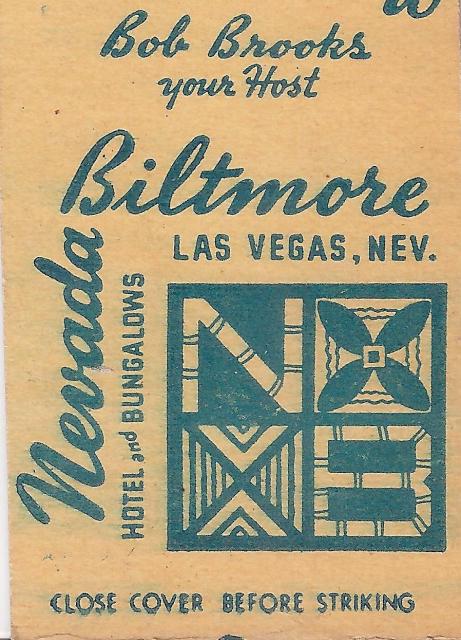 Bob Brooks
your Host
Biltmore
LAS VEGAS, NEV.
Nevada
HOTEL and BUNGALOWS
CLOSE COVER BEFORE STRIKING